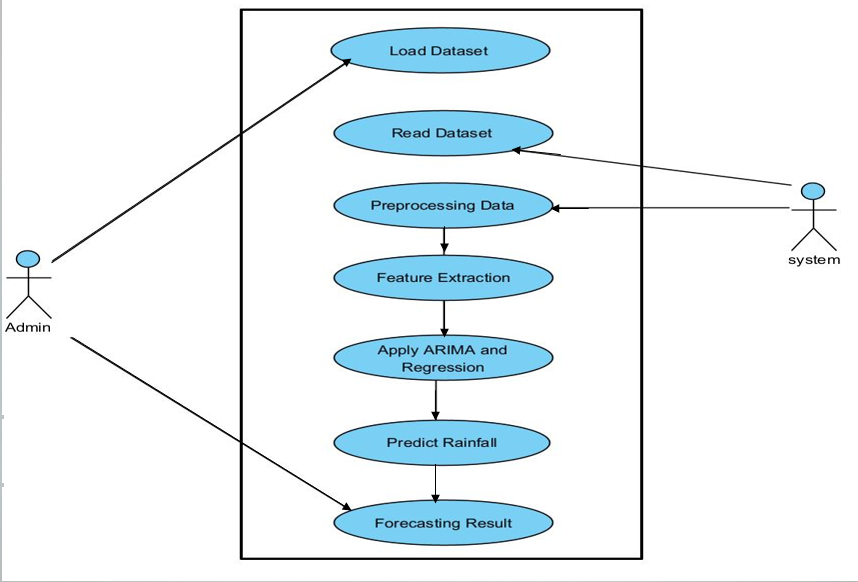 Load Dataset
Read Dataset
Preprocessing Data
system
Feature Extraction
Admin
Apply ARIMA and
Regression
Predict Rainfall
Forecasting Result